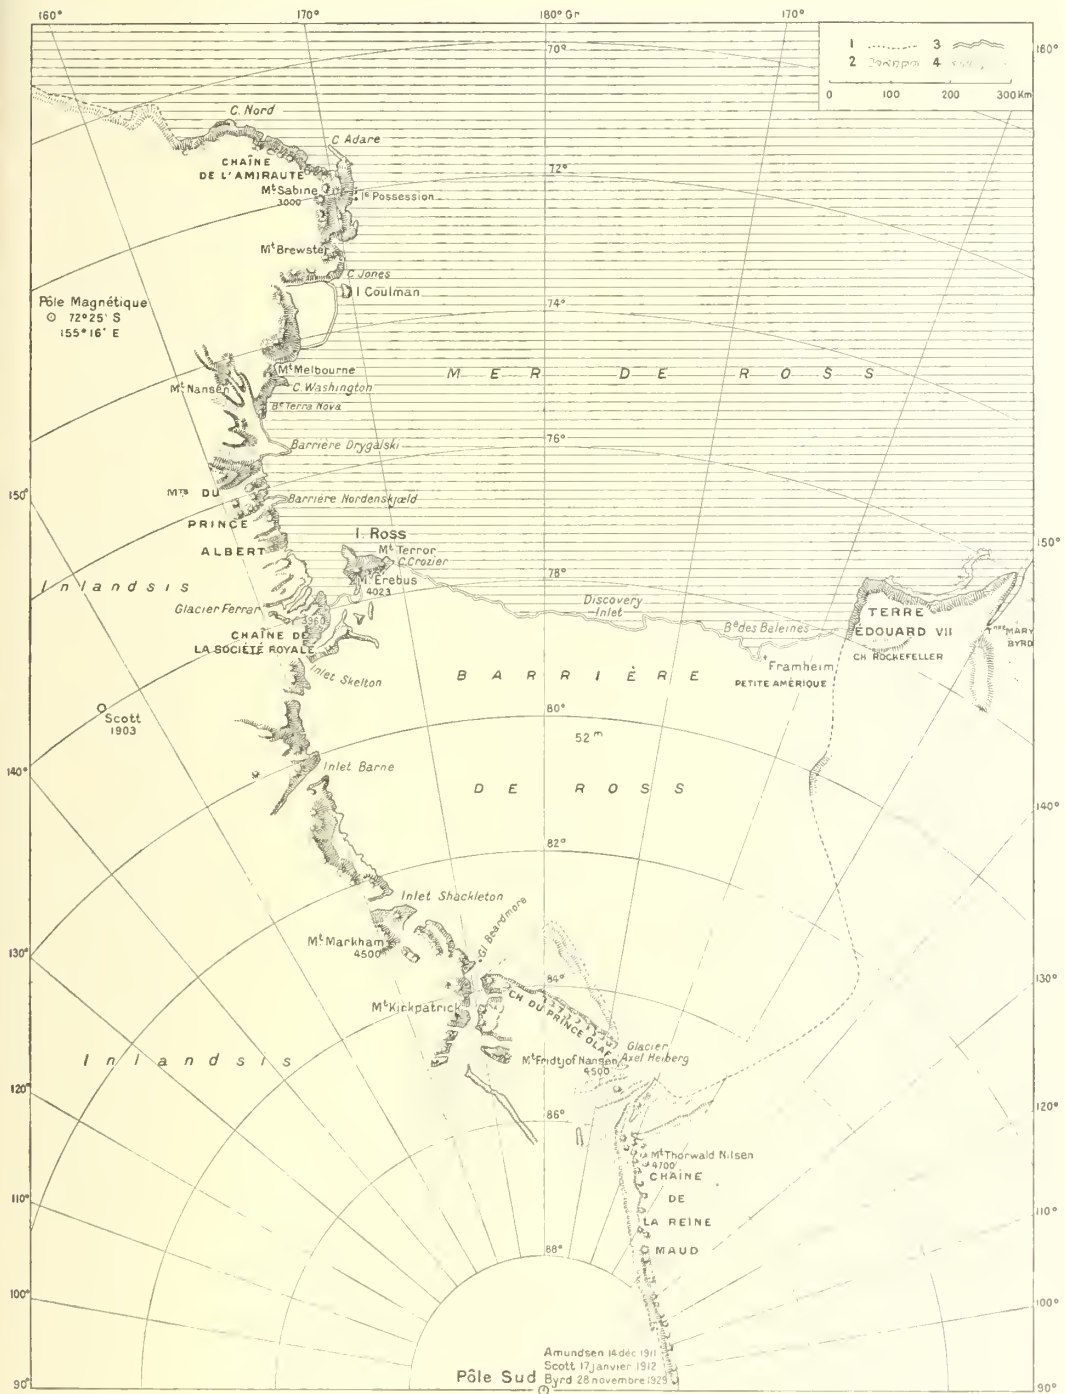 160° 170° 180° Gr 170°
160°
1 3
2 4
0 100 200 300 Km
70°
C. Nord
C Adare
CHAÎNE
DE L'AMIRAUTÉ
72°
Mt Sabine
3000
Is Possession
Mt Brewster
C Jones
I Coulman
Pôle Magnétique
72°25' S
155°16' E
74°
Mt Melbourne
MER DE ROSS
Mt Nansen
C. Washington
Be Terra Nova
76°
Barrière Drygalski
150°
Mts DU
Barrière Nordenskjœld
PRINCE
I. Ross
ALBERT
Mt Terror
C.Crozier
150°
Mt Erebus
4023
78°
Inlandsis
Glacier Ferrar
3960
Discovery
Inlet
TERRE
ÉDOUARD VII
CHAÎNE DE
LA SOCIÉTÉ ROYALE
Be des Baleines
MARY
BYRD
CH ROCKEFELLER
Framheim
PETITE AMÉRIQUE
Inlet Skelton
BARRIÈRE
Scott
1903
80°
52 m
140°
Inlet Barne
DE ROSS
140°
82°
Inlet Shackleton
Gl Beardmore
Mt Markham
4500
130°
84°
130°
CH DU PRINCE OLAF
Mt Kirkpatrick
Glacier
Axel Heiberg
Inlandsis
Mt Fridtjof Nansen
4500
120°
86°
120°
Mt Thorwald Nilsen
4700
CHAÎNE
DE
LA REINE
MAUD
110°
110°
88°
100°
100°
Amundsen 14 déc 1911
Scott 17 janvier 1912
Pôle Sud Byrd 28 novembre 1929
90°
90°